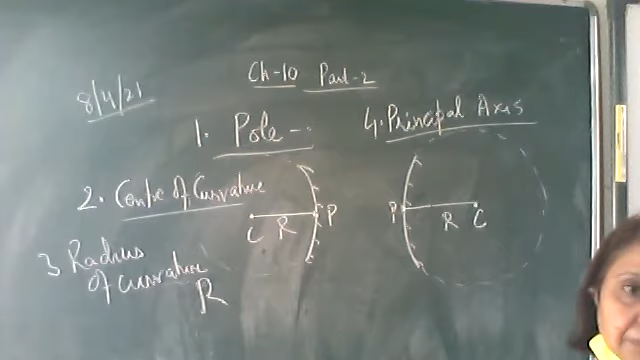 Ch-10 Part-2
8/4/21
1. Pole -
4. Principal Axis
2. Centre Of Curvature
3 Radius
of curvature
R
C R P
P R C